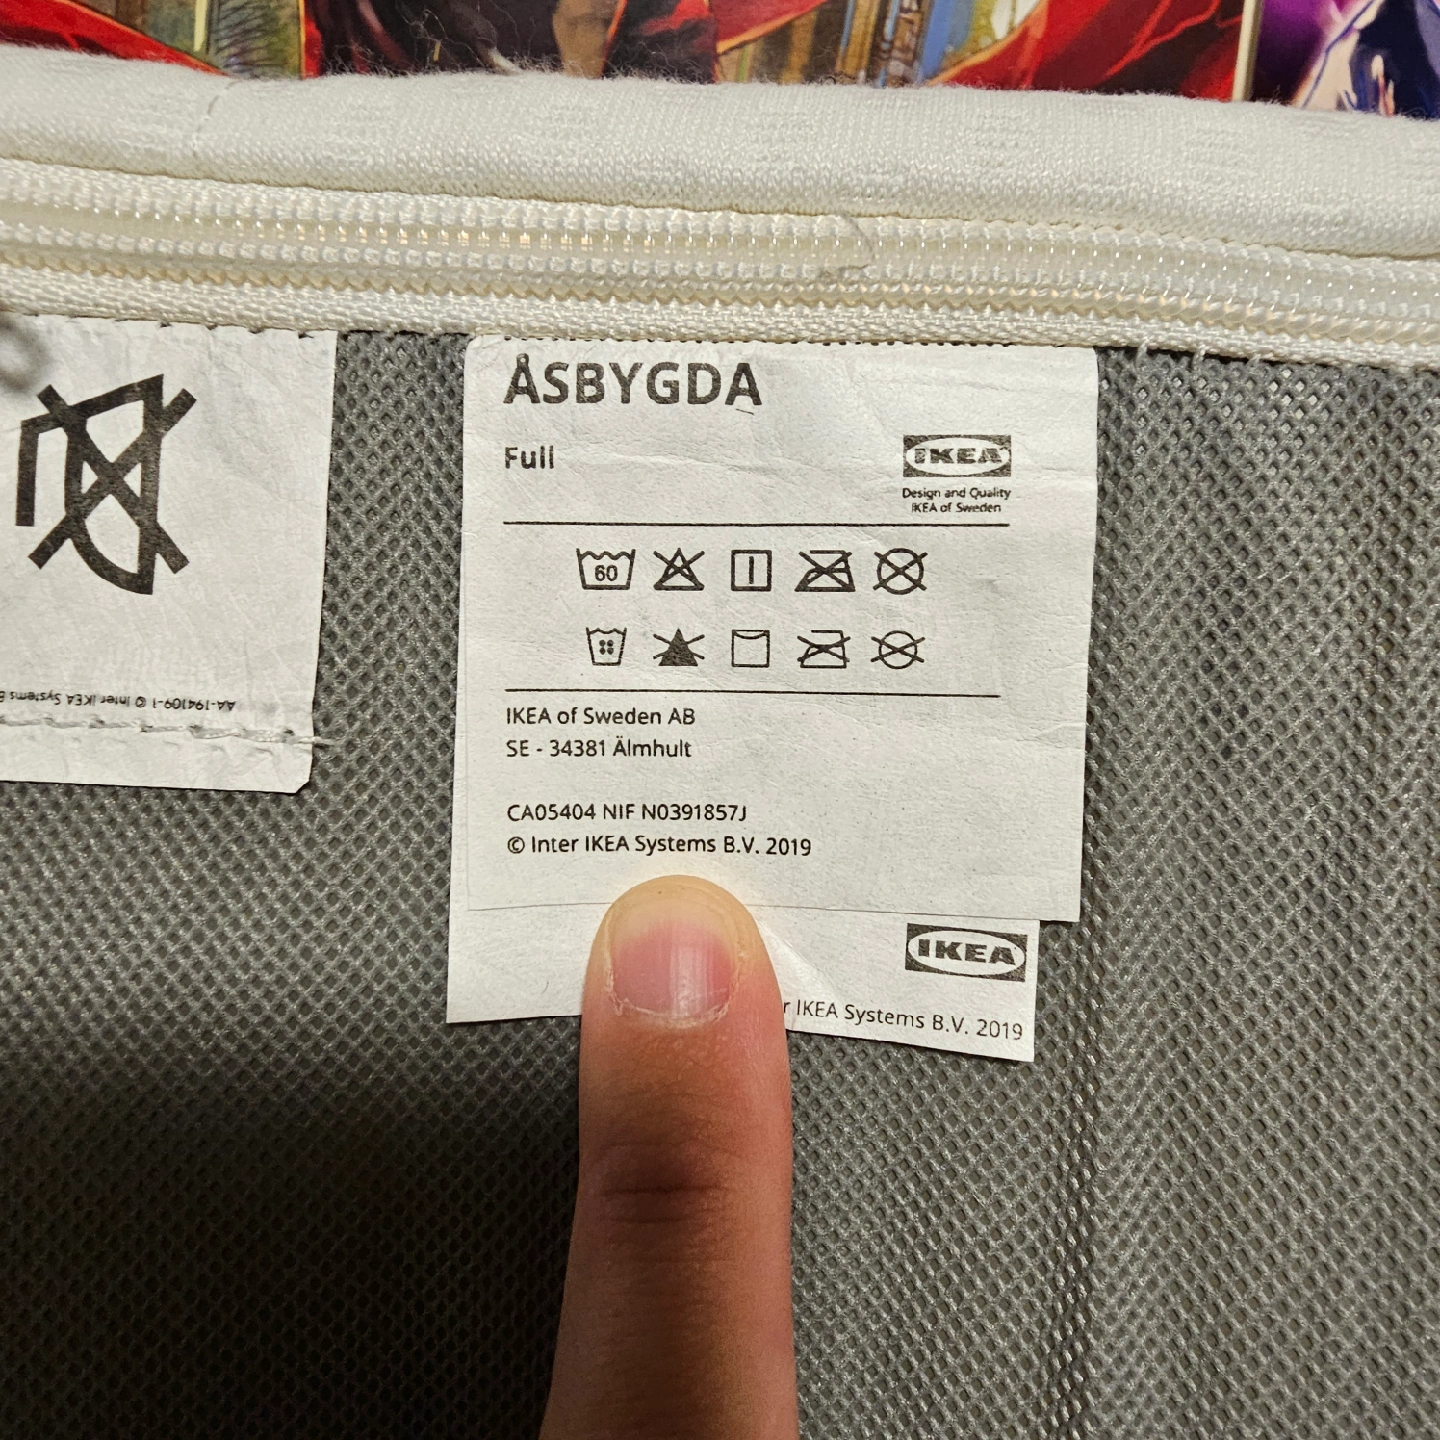 ÅSBYGDA
Full
IKEA
Design and Quality
IKEA of Sweden
60
IKEA of Sweden AB
SE - 34381 Älmhult
CA05404 NIF N0391857J
© Inter IKEA Systems B.V. 2019
IKEA
IKEA Systems B.V. 2019
AA-194109-1 © Inter IKEA Systems